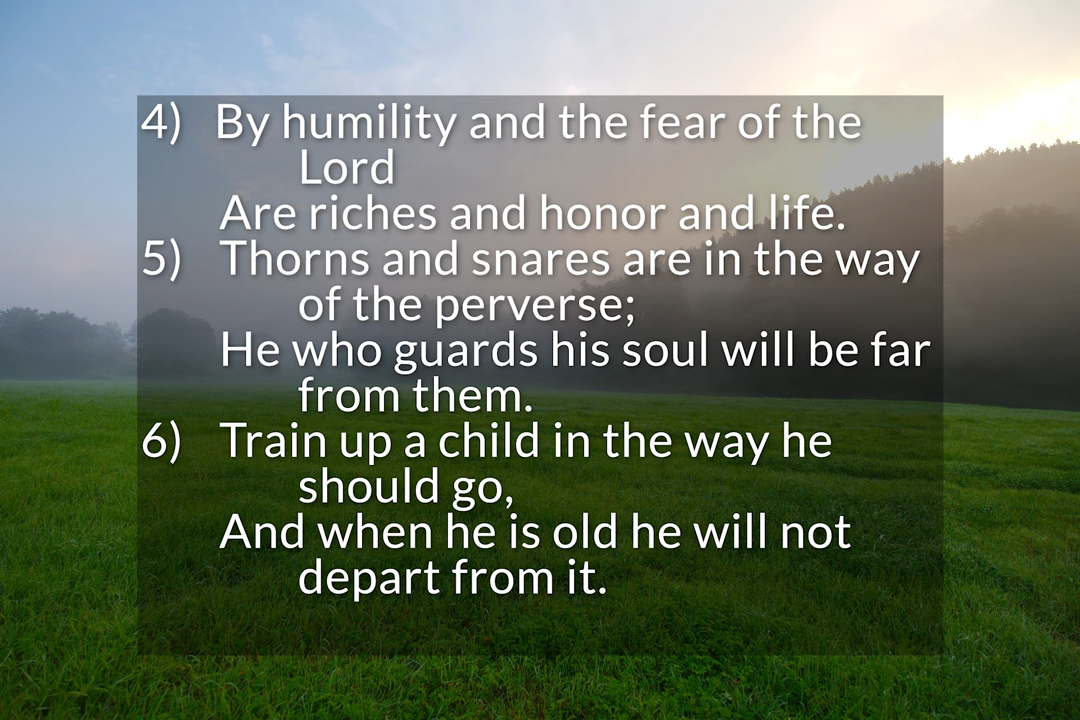 4) By humility and the fear of the
Lord
Are riches and honor and life.
5) Thorns and snares are in the way
of the perverse;
He who guards his soul will be far
from them.
6) Train up a child in the way he
should go,
And when he is old he will not
depart from it.